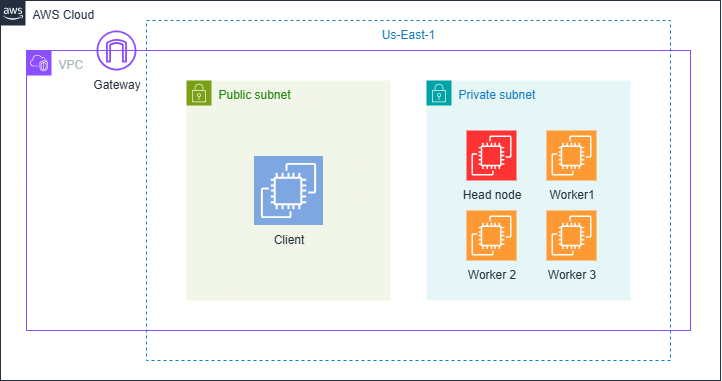 aws
AWS Cloud
Us-East-1
VPC
Gateway
Public subnet
Private subnet
Client
Head node
Worker1
Worker 2
Worker 3